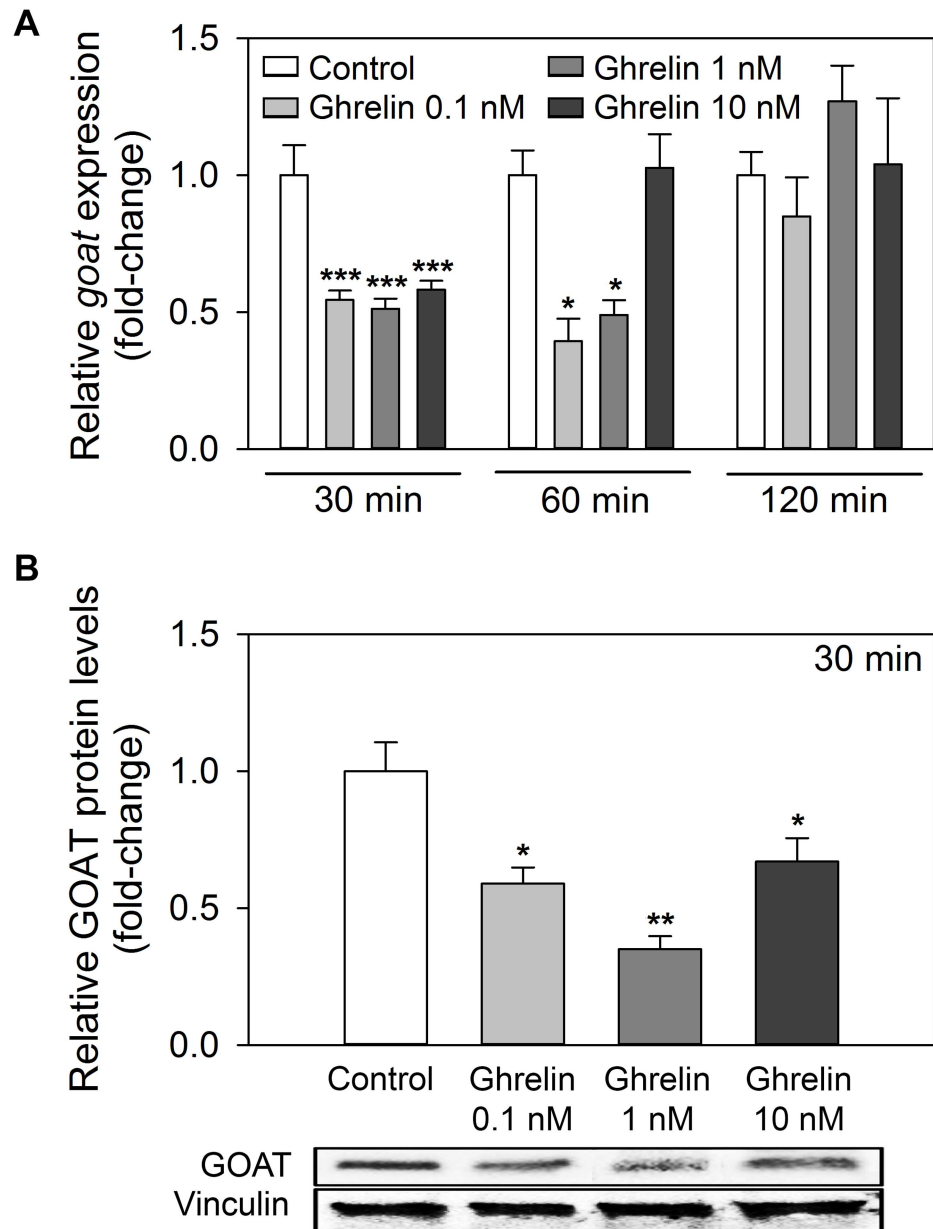 A
Relative goat expression
(fold-change)
1.5
1.0
0.5
0.0
Control
Ghrelin 0.1 nM
Ghrelin 1 nM
Ghrelin 10 nM
*** *** ***
* *
30 min
60 min
120 min
B
Relative GOAT protein levels
(fold-change)
1.5
1.0
0.5
0.0
30 min
*
**
*
Control
Ghrelin
0.1 nM
Ghrelin
1 nM
Ghrelin
10 nM
GOAT
Vinculin